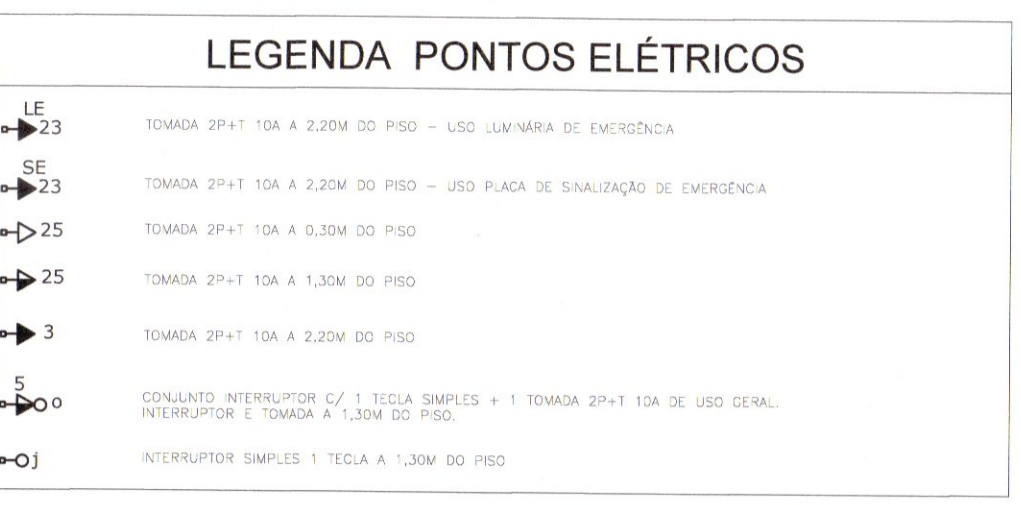 LEGENDA PONTOS ELÉTRICOS
LE
23 TOMADA 2P+T 10A A 2,20M DO PISO – USO LUMINÁRIA DE EMERGÊNCIA
SE
23 TOMADA 2P+T 10A A 2,20M DO PISO – USO PLACA DE SINALIZAÇÃO DE EMERGÊNCIA
25 TOMADA 2P+T 10A A 0,30M DO PISO
25 TOMADA 2P+T 10A A 1,30M DO PISO
3 TOMADA 2P+T 10A A 2,20M DO PISO
5
o CONJUNTO INTERRUPTOR C/ 1 TECLA SIMPLES + 1 TOMADA 2P+T 10A DE USO GERAL.
INTERRUPTOR E TOMADA A 1,30M DO PISO.
j INTERRUPTOR SIMPLES 1 TECLA A 1,30M DO PISO